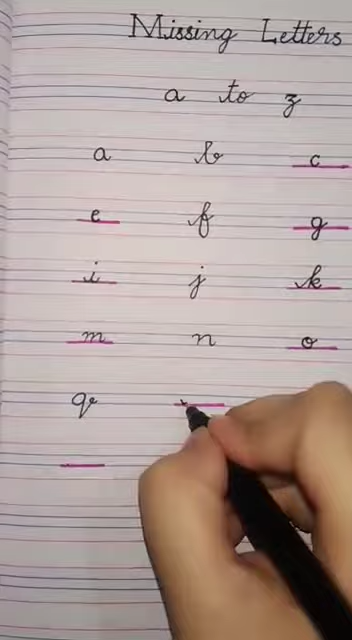 Missing Letters
a to z
a b c
e f g
i j k
m n o
q